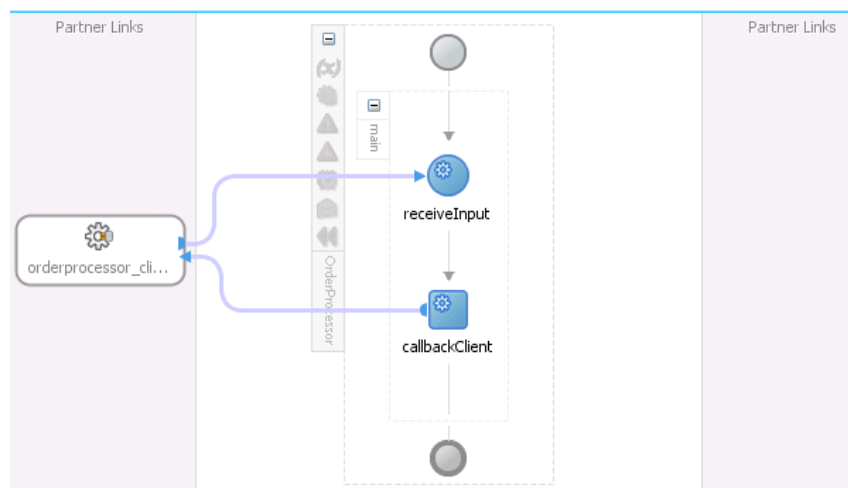 Partner Links
Partner Links
main
receiveInput
orderprocessor_cli...
OrderProcessor
callbackClient